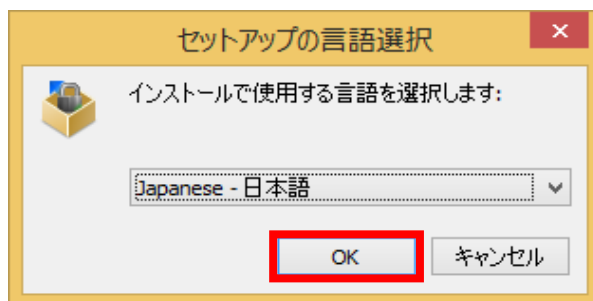 セットアップの言語選択
インストールで使用する言語を選択します:
Japanese - 日本語
OK
キャンセル